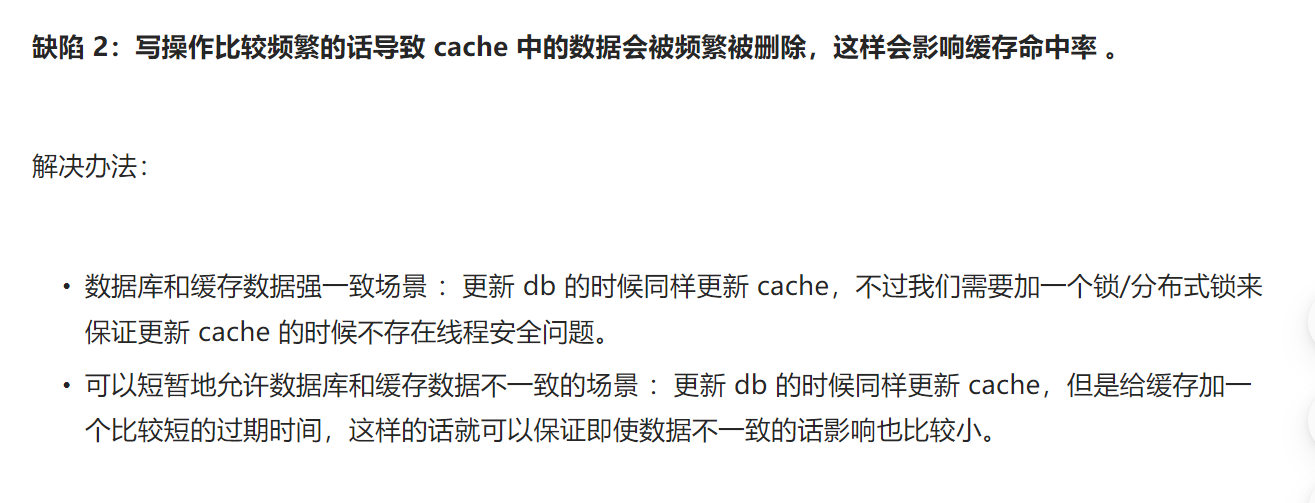 缺陷 2：写操作比较频繁的话导致 cache 中的数据会被频繁被删除，这样会影响缓存命中率 。
解决办法：
• 数据库和缓存数据强一致场景 ：更新 db 的时候同样更新 cache，不过我们需要加一个锁/分布式锁来
保证更新 cache 的时候不存在线程安全问题。
• 可以短暂地允许数据库和缓存数据不一致的场景 ：更新 db 的时候同样更新 cache，但是给缓存加一
个比较短的过期时间，这样的话就可以保证即使数据不一致的话影响也比较小。